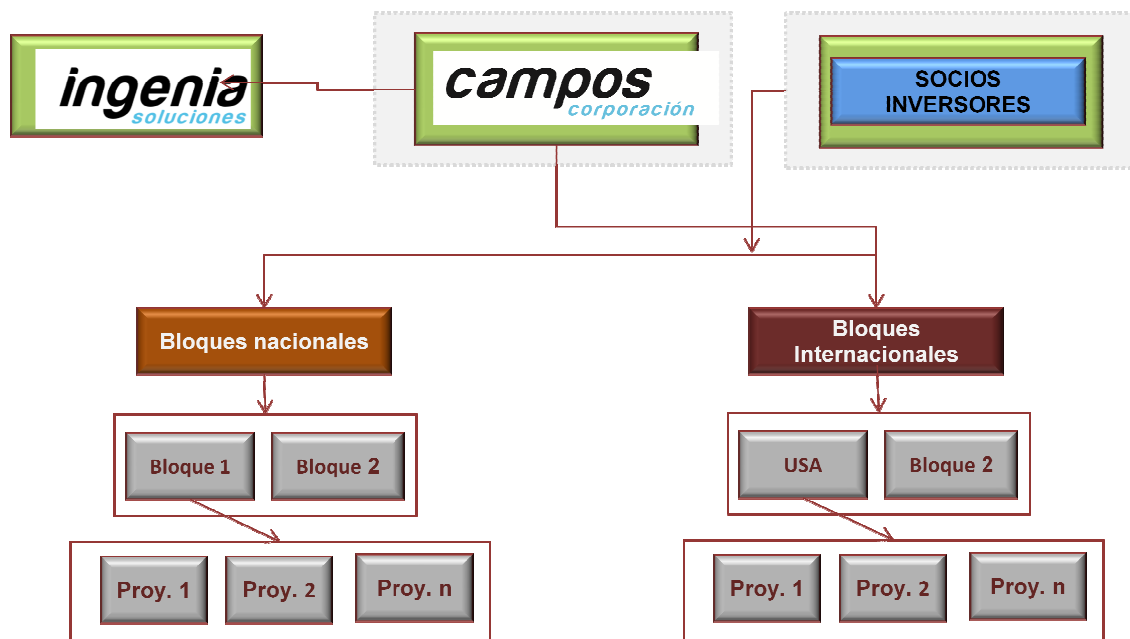 ingenia
soluciones
campos
corporación
SOCIOS
INVERSORES
Bloques nacionales
Bloques
Internacionales
Bloque 1
Bloque 2
USA
Bloque 2
Proy. 1
Proy. 2
Proy. n
Proy. 1
Proy. 2
Proy. n